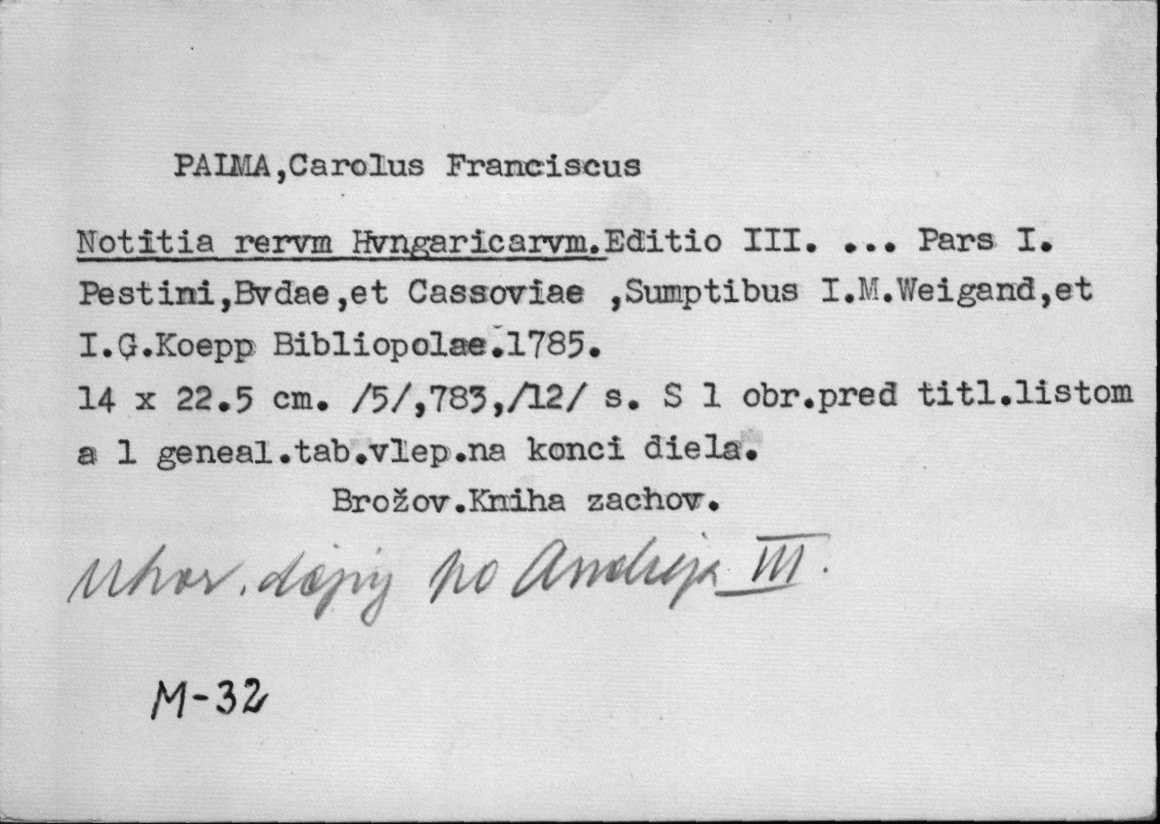 PALMA,Carolus Franciscus
Notitia rervm Hvngaricarvm.Editio III. ... Pars I.
Pestini,Bvdae,et Cassoviae ,Sumptibus I.M.Weigand,et
I.G.Koepp Bibliopolae.1785.
14 x 22.5 cm. /5/,783,/12/ s. S 1 obr.pred titl.listom
a 1 geneal.tab.vlep.na konci diela.
Brožov.Kniha zachov.
Uhor. dejiny po Andreja III.
M-32